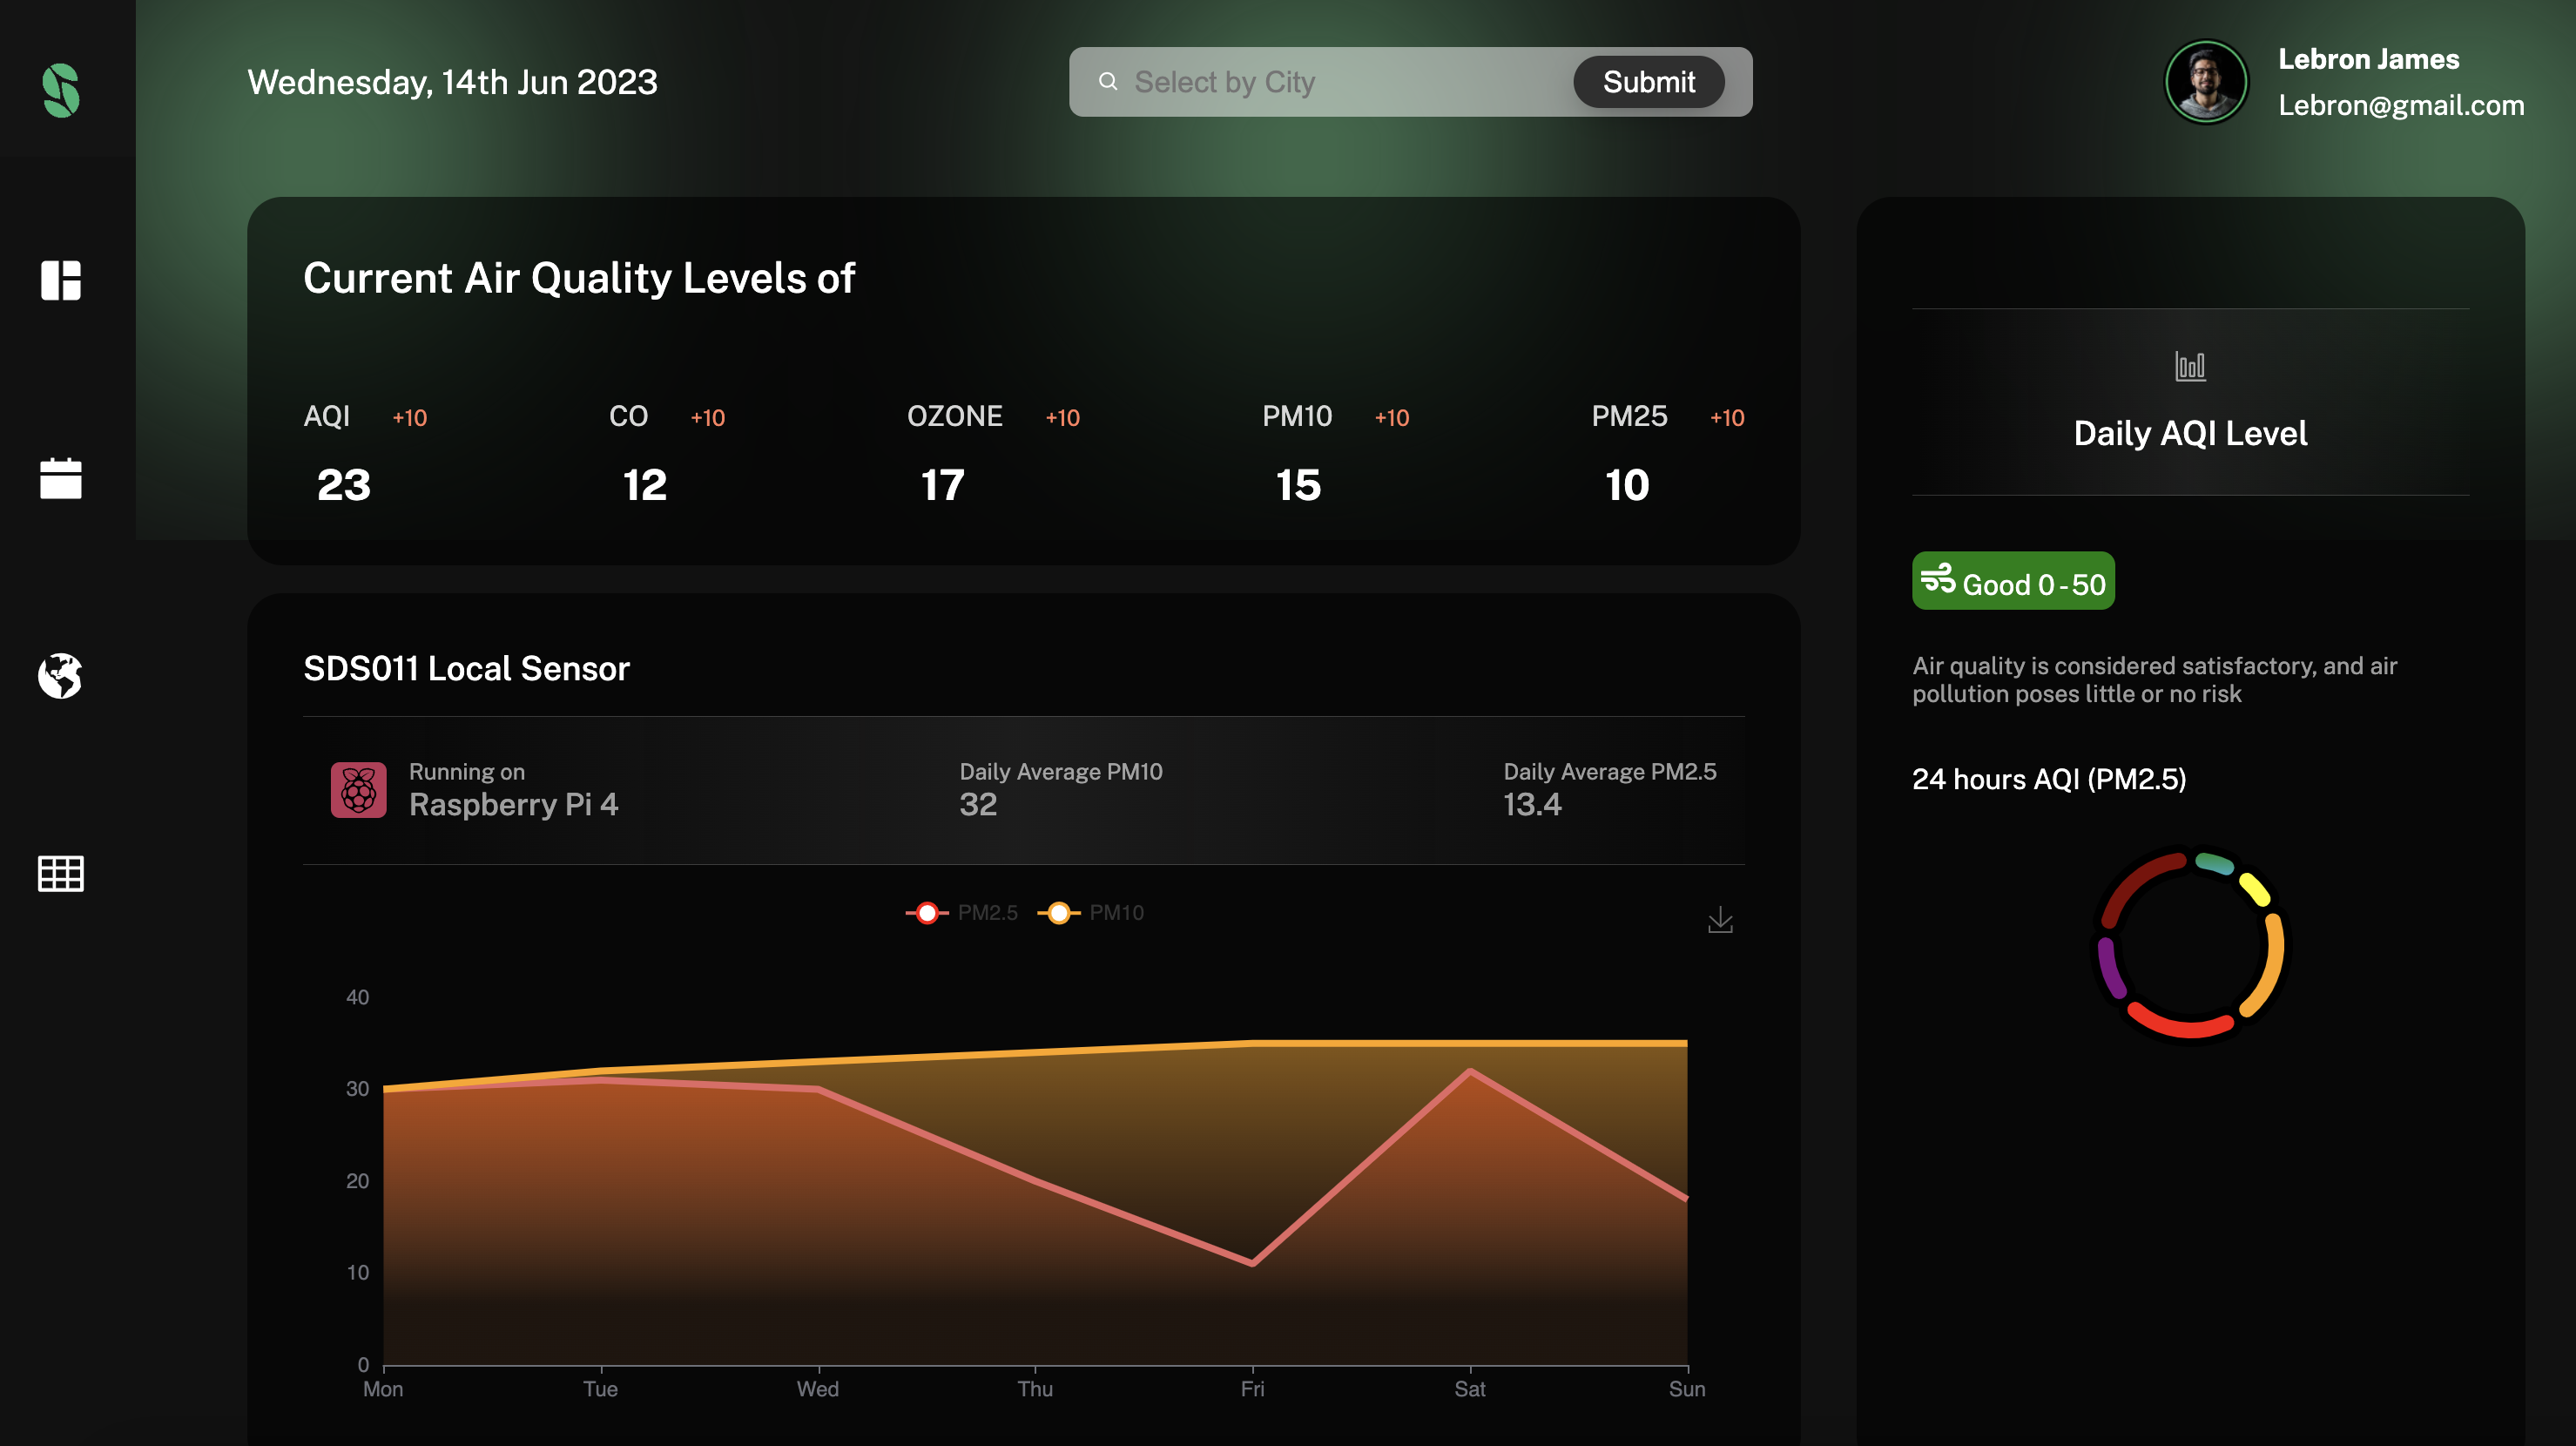 Wednesday, 14th Jun 2023
Select by City
Submit
Lebron James
Lebron@gmail.com
Current Air Quality Levels of
AQI +10
23
CO +10
12
OZONE +10
17
PM10 +10
15
PM25 +10
10
SDS011 Local Sensor
Running on
Raspberry Pi 4
Daily Average PM10
32
Daily Average PM2.5
13.4
PM2.5
PM10
40
30
20
10
0
Mon Tue Wed Thu Fri Sat Sun
Daily AQI Level
Good 0 - 50
Air quality is considered satisfactory, and air
pollution poses little or no risk
24 hours AQI (PM2.5)